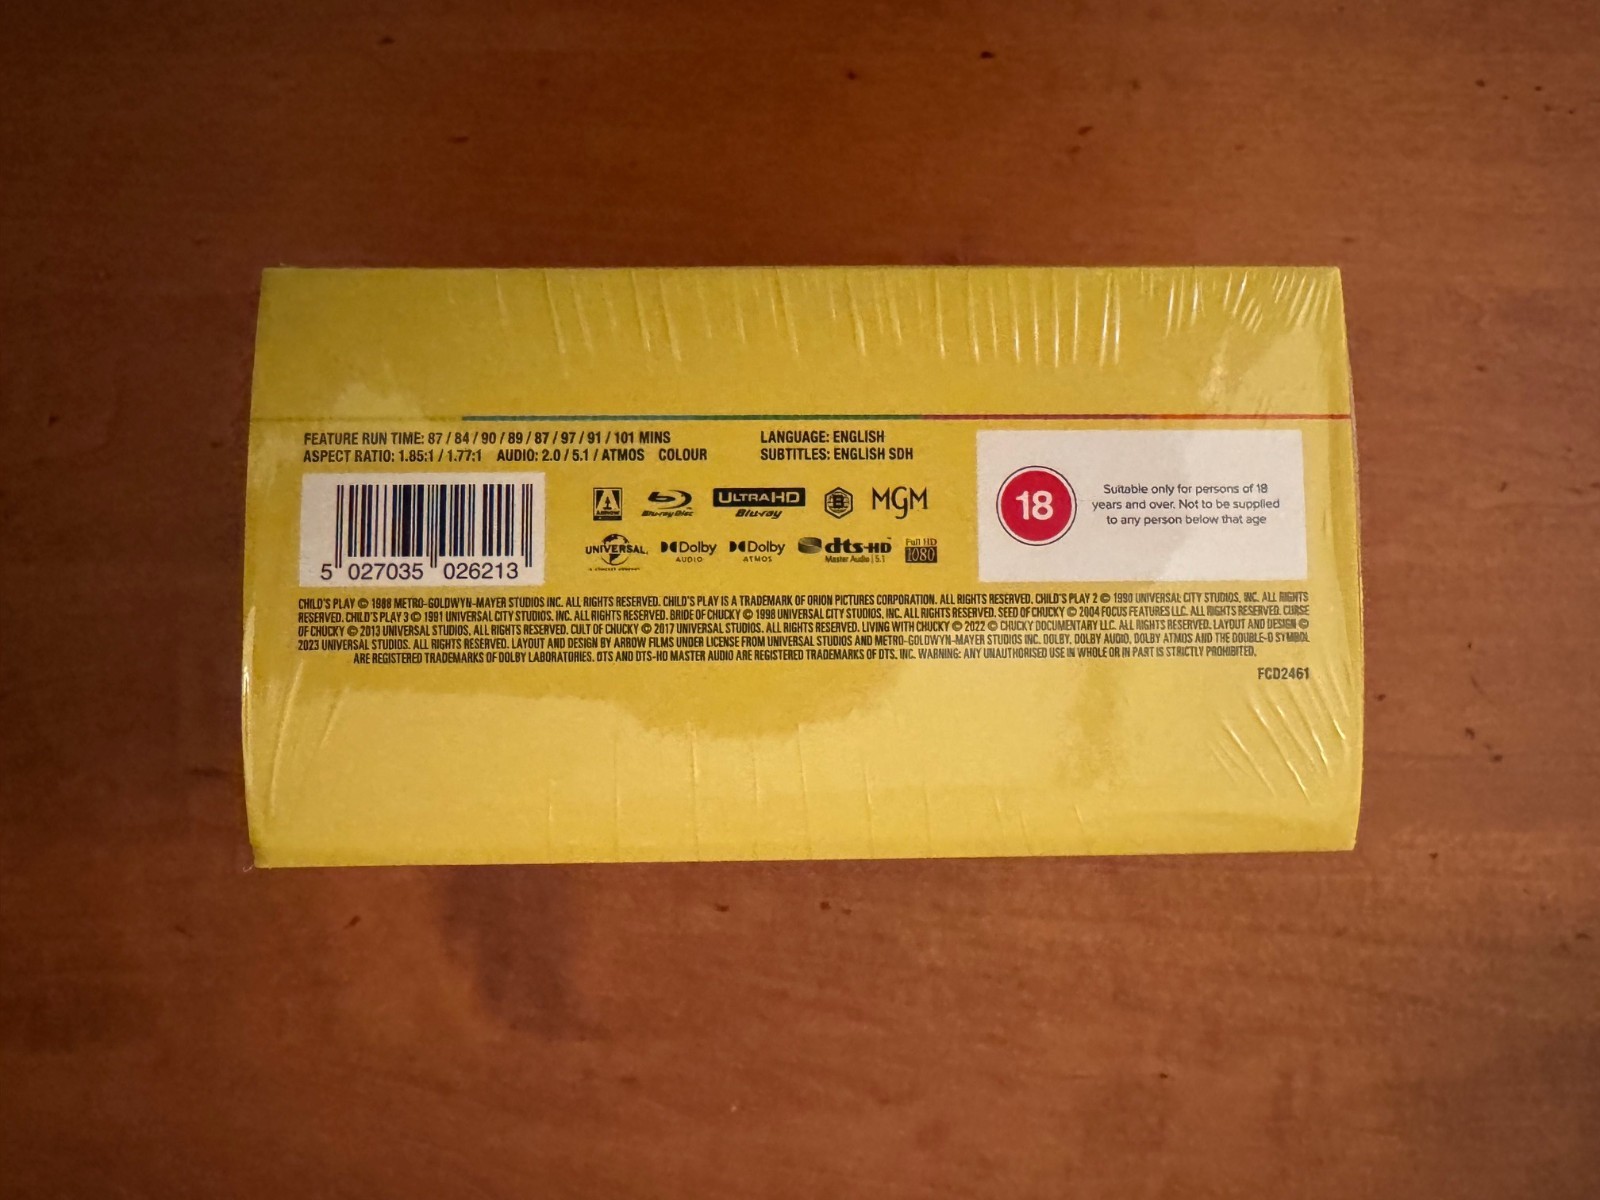 FEATURE RUN TIME: 87 / 84 / 90 / 89 / 87 / 97 / 91 / 101 MINS
ASPECT RATIO: 1.85:1 / 1.77:1 AUDIO: 2.0 / 5.1 / ATMOS COLOUR
LANGUAGE: ENGLISH
SUBTITLES: ENGLISH SDH
5 027035 026213
ARROW
Blu-ray Disc
ULTRA HD
Blu-ray
B
MGM
UNIVERSAL
A COMCAST COMPANY
Dolby
AUDIO
Dolby
ATMOS
dts-HD
Master Audio | 5.1
Full HD
1080
18
Suitable only for persons of 18
years and over. Not to be supplied
to any person below that age
CHILD'S PLAY © 1988 METRO-GOLDWYN-MAYER STUDIOS INC. ALL RIGHTS RESERVED. CHILD'S PLAY IS A TRADEMARK OF ORION PICTURES CORPORATION. ALL RIGHTS RESERVED. CHILD'S PLAY 2 © 1990 UNIVERSAL CITY STUDIOS, INC. ALL RIGHTS
RESERVED. CHILD'S PLAY 3 © 1991 UNIVERSAL CITY STUDIOS, INC. ALL RIGHTS RESERVED. BRIDE OF CHUCKY © 1998 UNIVERSAL CITY STUDIOS, INC. ALL RIGHTS RESERVED. SEED OF CHUCKY © 2004 FOCUS FEATURES LLC. ALL RIGHTS RESERVED. CURSE
OF CHUCKY © 2013 UNIVERSAL STUDIOS. ALL RIGHTS RESERVED. CULT OF CHUCKY © 2017 UNIVERSAL STUDIOS. ALL RIGHTS RESERVED. LIVING WITH CHUCKY © 2022 © CHUCKY DOCUMENTARY LLC. ALL RIGHTS RESERVED. LAYOUT AND DESIGN ©
2023 UNIVERSAL STUDIOS. ALL RIGHTS RESERVED. LAYOUT AND DESIGN BY ARROW FILMS UNDER LICENSE FROM UNIVERSAL STUDIOS AND METRO-GOLDWYN-MAYER STUDIOS INC. DOLBY, DOLBY AUDIO, DOLBY ATMOS AND THE DOUBLE-D SYMBOL
ARE REGISTERED TRADEMARKS OF DOLBY LABORATORIES. DTS AND DTS-HD MASTER AUDIO ARE REGISTERED TRADEMARKS OF DTS, INC. WARNING: ANY UNAUTHORISED USE IN WHOLE OR IN PART IS STRICTLY PROHIBITED.
FCD2461